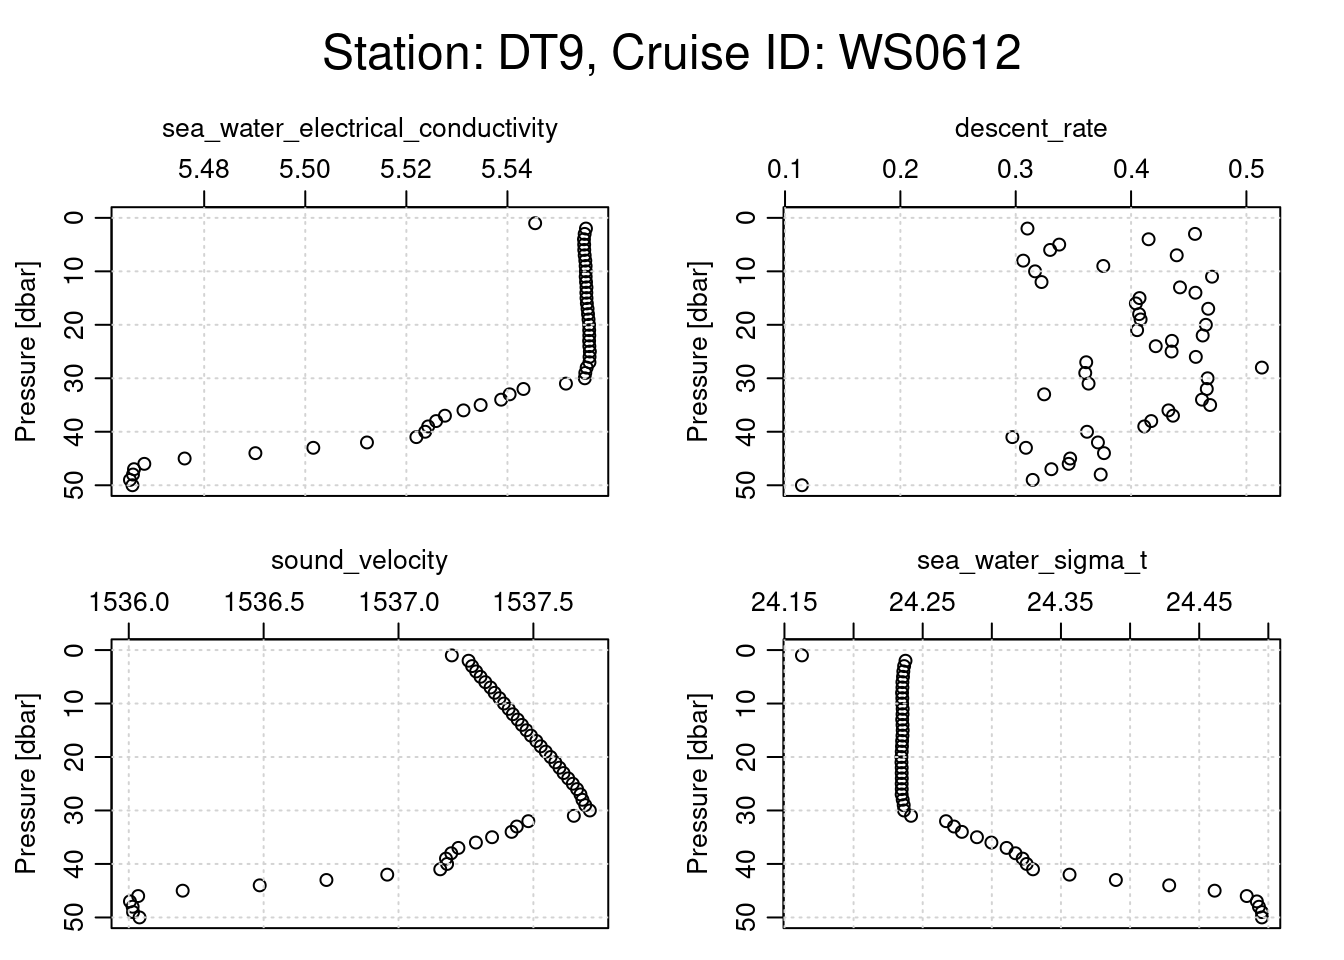 Station: DT9, Cruise ID: WS0612
sea_water_electrical_conductivity
5.48 5.50 5.52 5.54
Pressure [dbar]
0
10
20
30
40
50
descent_rate
0.1 0.2 0.3 0.4 0.5
Pressure [dbar]
0
10
20
30
40
50
sound_velocity
1536.0 1536.5 1537.0 1537.5
Pressure [dbar]
0
10
20
30
40
50
sea_water_sigma_t
24.15 24.25 24.35 24.45
Pressure [dbar]
0
10
20
30
40
50